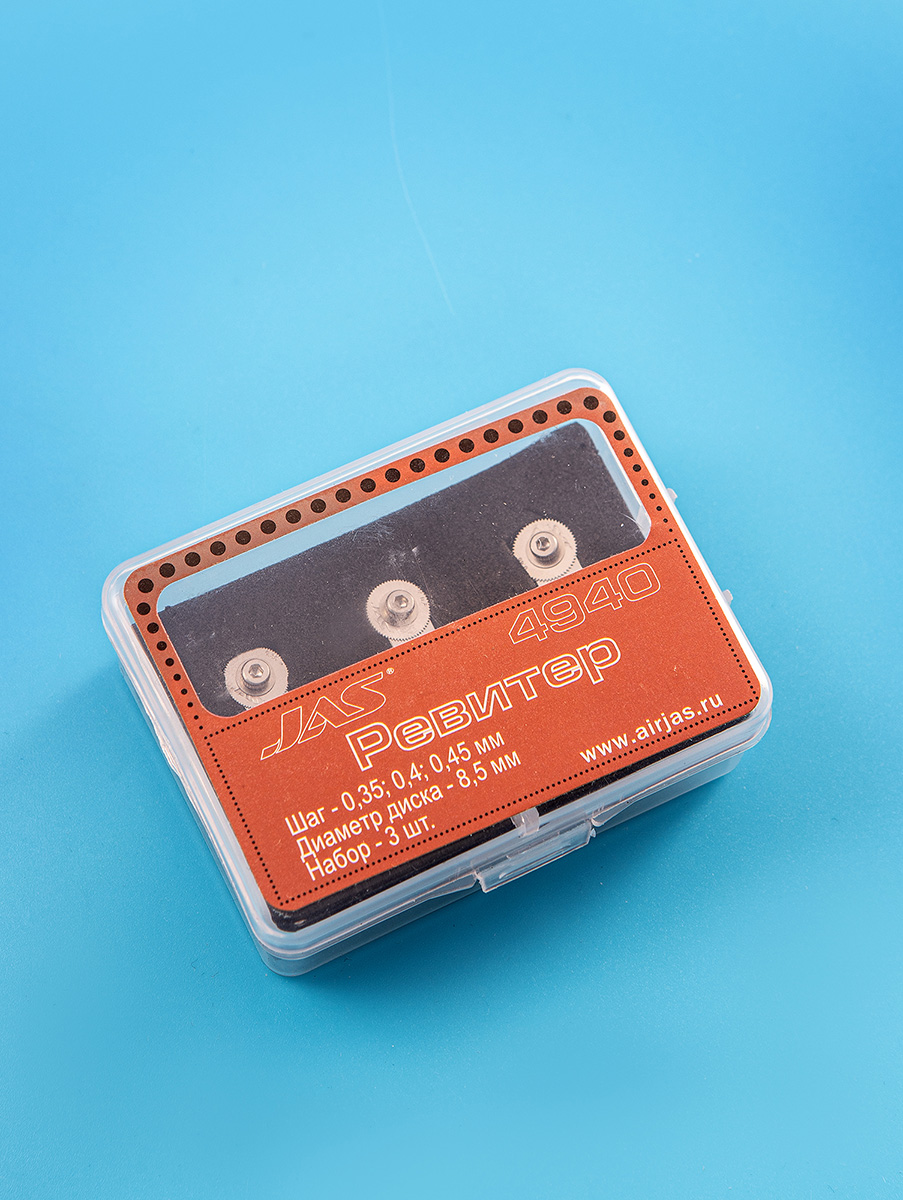 4940
JAS®
Ревитер
Шаг - 0,35; 0,4; 0,45 мм
Диаметр диска - 8,5 мм
Набор - 3 шт.
www.airjas.ru